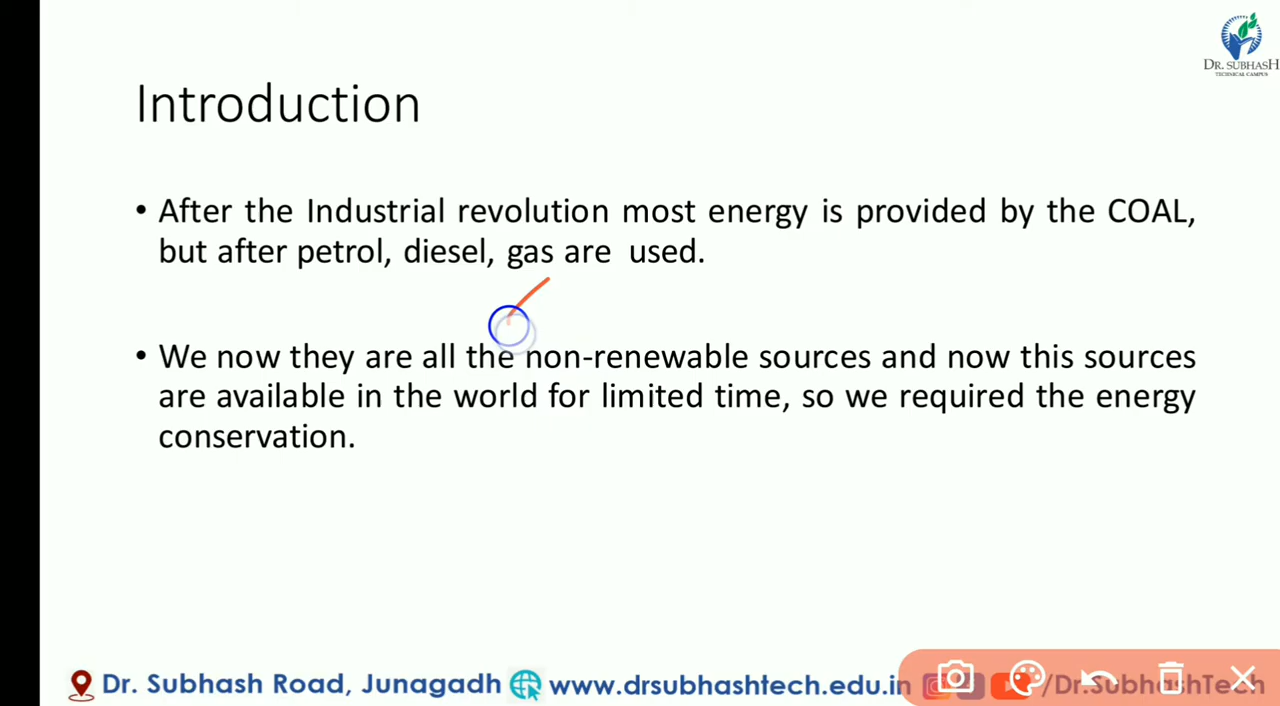 DR. SUBHASH
TECHNICAL CAMPUS
Introduction
• After the Industrial revolution most energy is provided by the COAL,
but after petrol, diesel, gas are used.
• We now they are all the non-renewable sources and now this sources
are available in the world for limited time, so we required the energy
conservation.
Dr. Subhash Road, Junagadh www.drsubhashtech.edu.in /Dr.SubhashTech